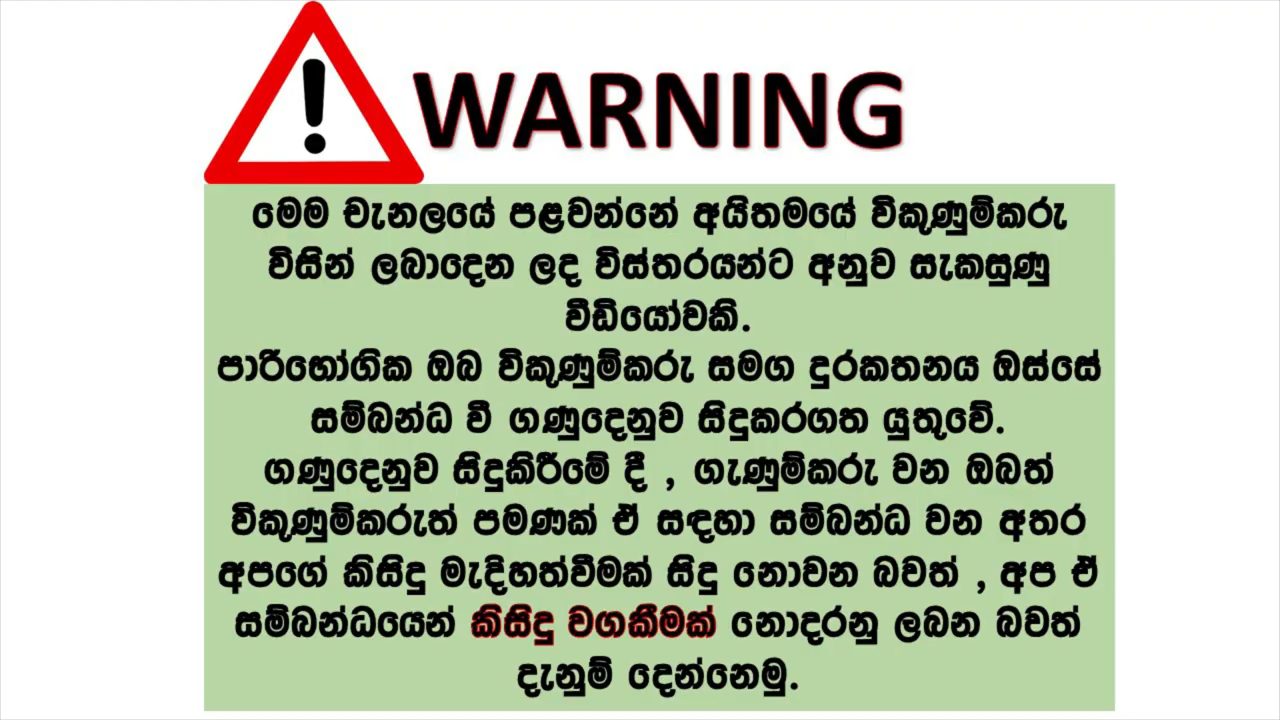 WARNING
මෙම චැනලයේ පළවන්නේ අයිතමයේ විකුණුම්කරු
විසින් ලබාදෙන ලද විස්තරයන්ට අනුව සැකසුණු
වීඩියෝවකි.
පාරිභෝගික ඔබ විකුණුම්කරු සමග දුරකතනය ඔස්සේ
සම්බන්ධ වී ගණුදෙනුව සිදුකරගත යුතුවේ.
ගණුදෙනුව සිදුකිරීමේ දී , ගැණුම්කරු වන ඔබත්
විකුණුම්කරුත් පමණක් ඒ සඳහා සම්බන්ධ වන අතර
අපගේ කිසිදු මැදිහත්වීමක් සිදු නොවන බවත් , අප ඒ
සම්බන්ධයෙන් කිසිදු වගකීමක් නොදරනු ලබන බවත්
දැනුම් දෙන්නෙමු.